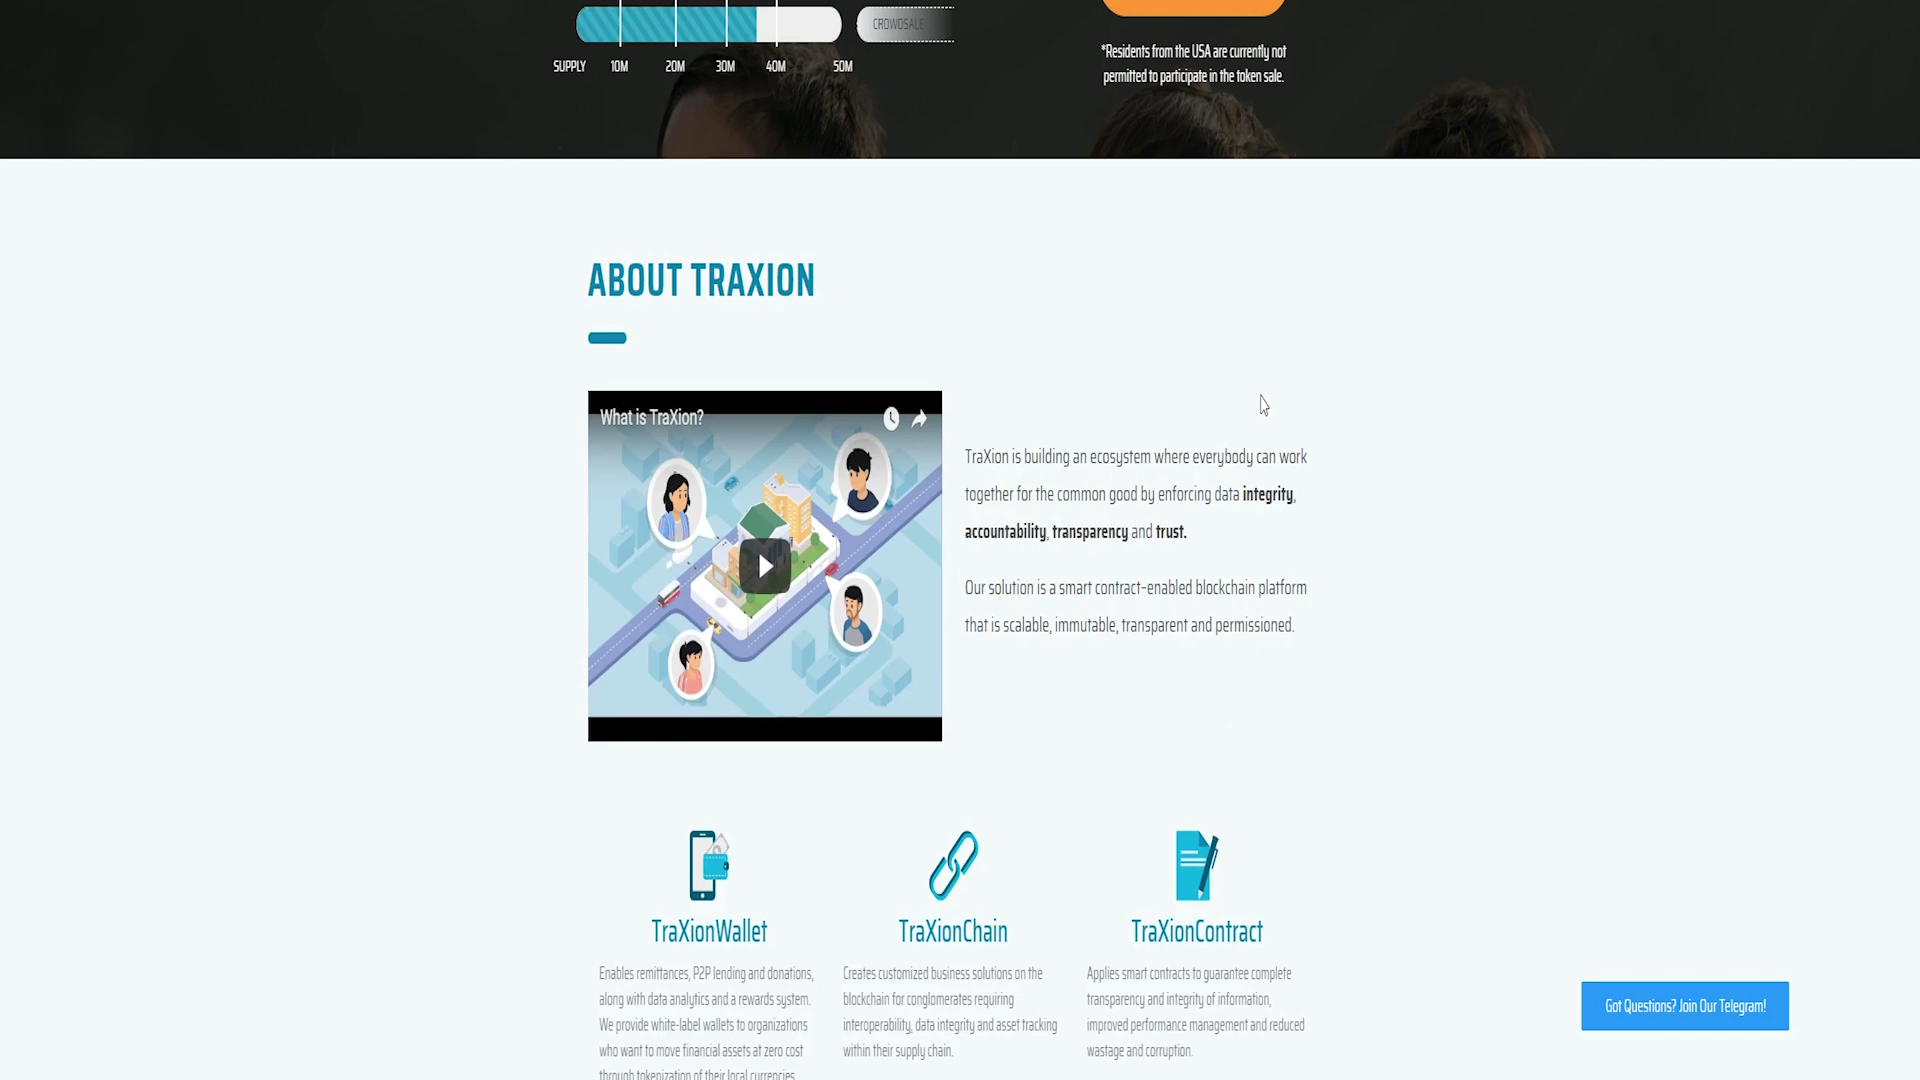 CROWDSALE
SUPPLY 10M 20M 30M 40M 50M
*Residents from the USA are currently not
permitted to participate in the token sale.
ABOUT TRAXION
What is TraXion?
TraXion is building an ecosystem where everybody can work
together for the common good by enforcing data integrity,
accountability, transparency and trust.
Our solution is a smart contract-enabled blockchain platform
that is scalable, immutable, transparent and permissioned.
TraXionWallet
Enables remittances, P2P lending and donations,
along with data analytics and a rewards system.
We provide white-label wallets to organizations
who want to move financial assets at zero cost
through tokenization of their local currencies.
TraXionChain
Creates customized business solutions on the
blockchain for conglomerates requiring
interoperability, data integrity and asset tracking
within their supply chain.
TraXionContract
Applies smart contracts to guarantee complete
transparency and integrity of information,
improved performance management and reduced
wastage and corruption.
Got Questions? Join Our Telegram!